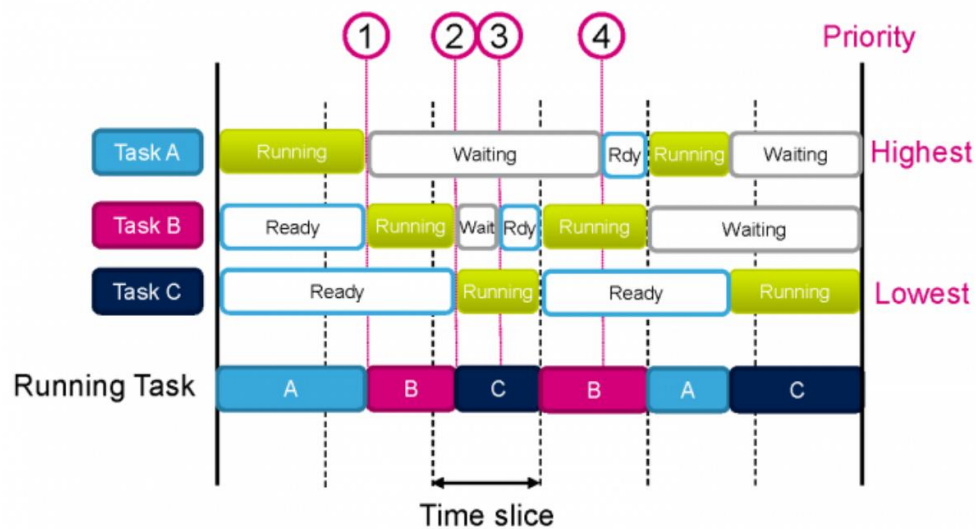 1 2 3 4 Priority
Task A Running Waiting Rdy Running Waiting Highest
Task B Ready Running Wait Rdy Running Waiting
Task C Ready Running Ready Running Lowest
Running Task A B C B A C
Time slice